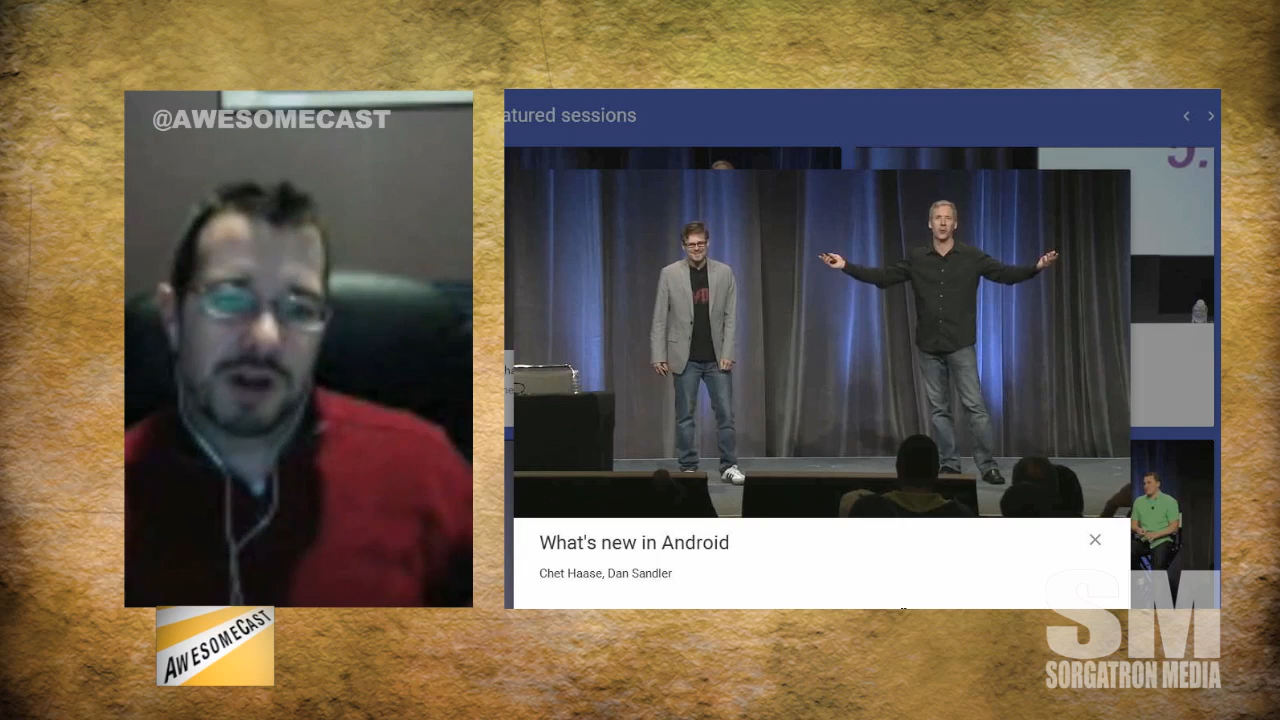 @AWESOMECAST
atured sessions
What's new in Android
Chet Haase, Dan Sandler
AWESOMECAST
SM
SORGATRON MEDIA